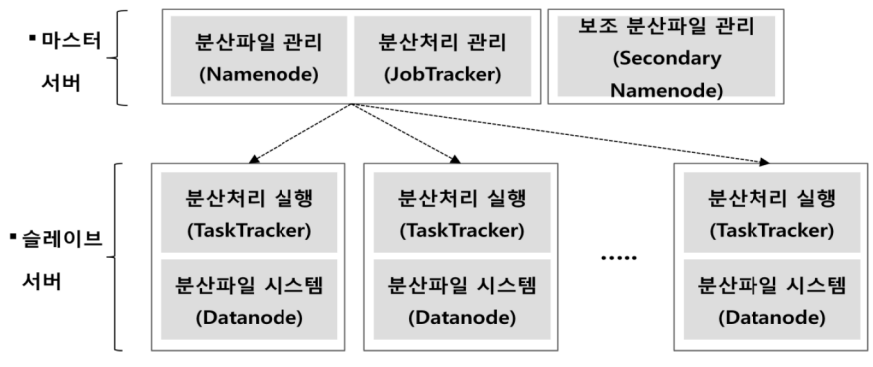 ▪ 마스터
서버
분산파일 관리
(Namenode)
분산처리 관리
(JobTracker)
보조 분산파일 관리
(Secondary
Namenode)
▪ 슬레이브
서버
분산처리 실행
(TaskTracker)
분산파일 시스템
(Datanode)
분산처리 실행
(TaskTracker)
분산파일 시스템
(Datanode)
.....
분산처리 실행
(TaskTracker)
분산파일 시스템
(Datanode)